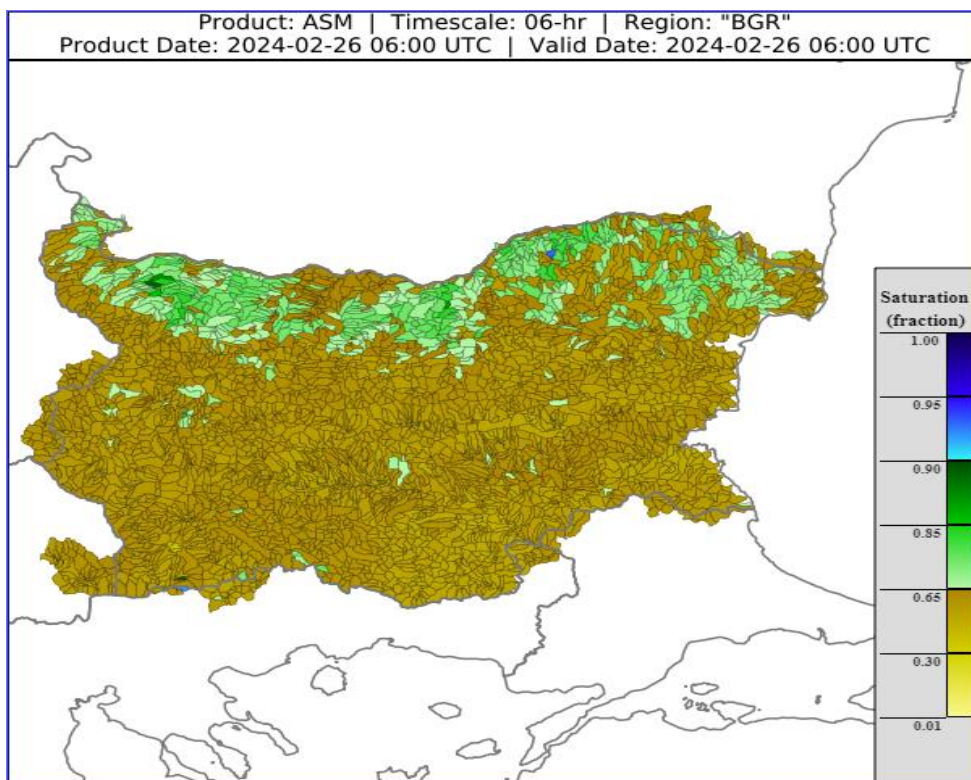 Product: ASM | Timescale: 06-hr | Region: "BGR"
Product Date: 2024-02-26 06:00 UTC | Valid Date: 2024-02-26 06:00 UTC
Saturation
(fraction)
1.00
0.95
0.90
0.85
0.65
0.30
0.01